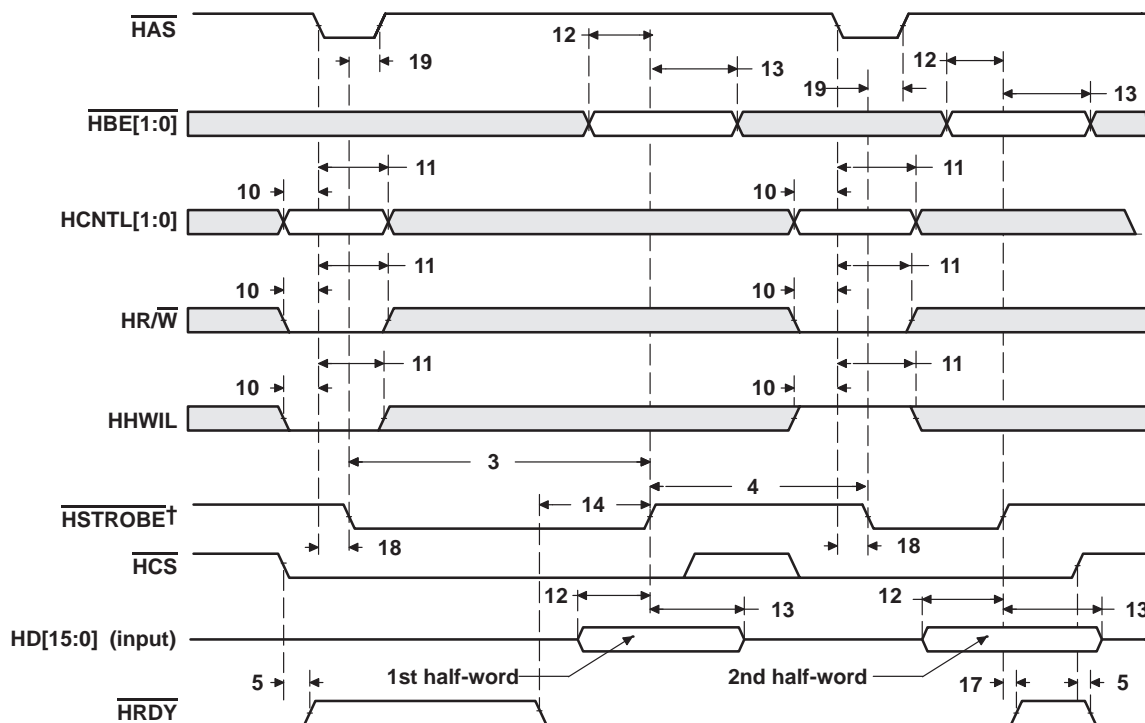 HAS
12
19
13
12
19
13
HBE[1:0]
11
11
10
10
HCNTL[1:0]
11
11
10
10
HR/W
11
11
10
10
HHWIL
3
4
14
HSTROBE†
18
18
HCS
12
13
12
13
HD[15:0] (input)
1st half-word
2nd half-word
5
17
5
HRDY